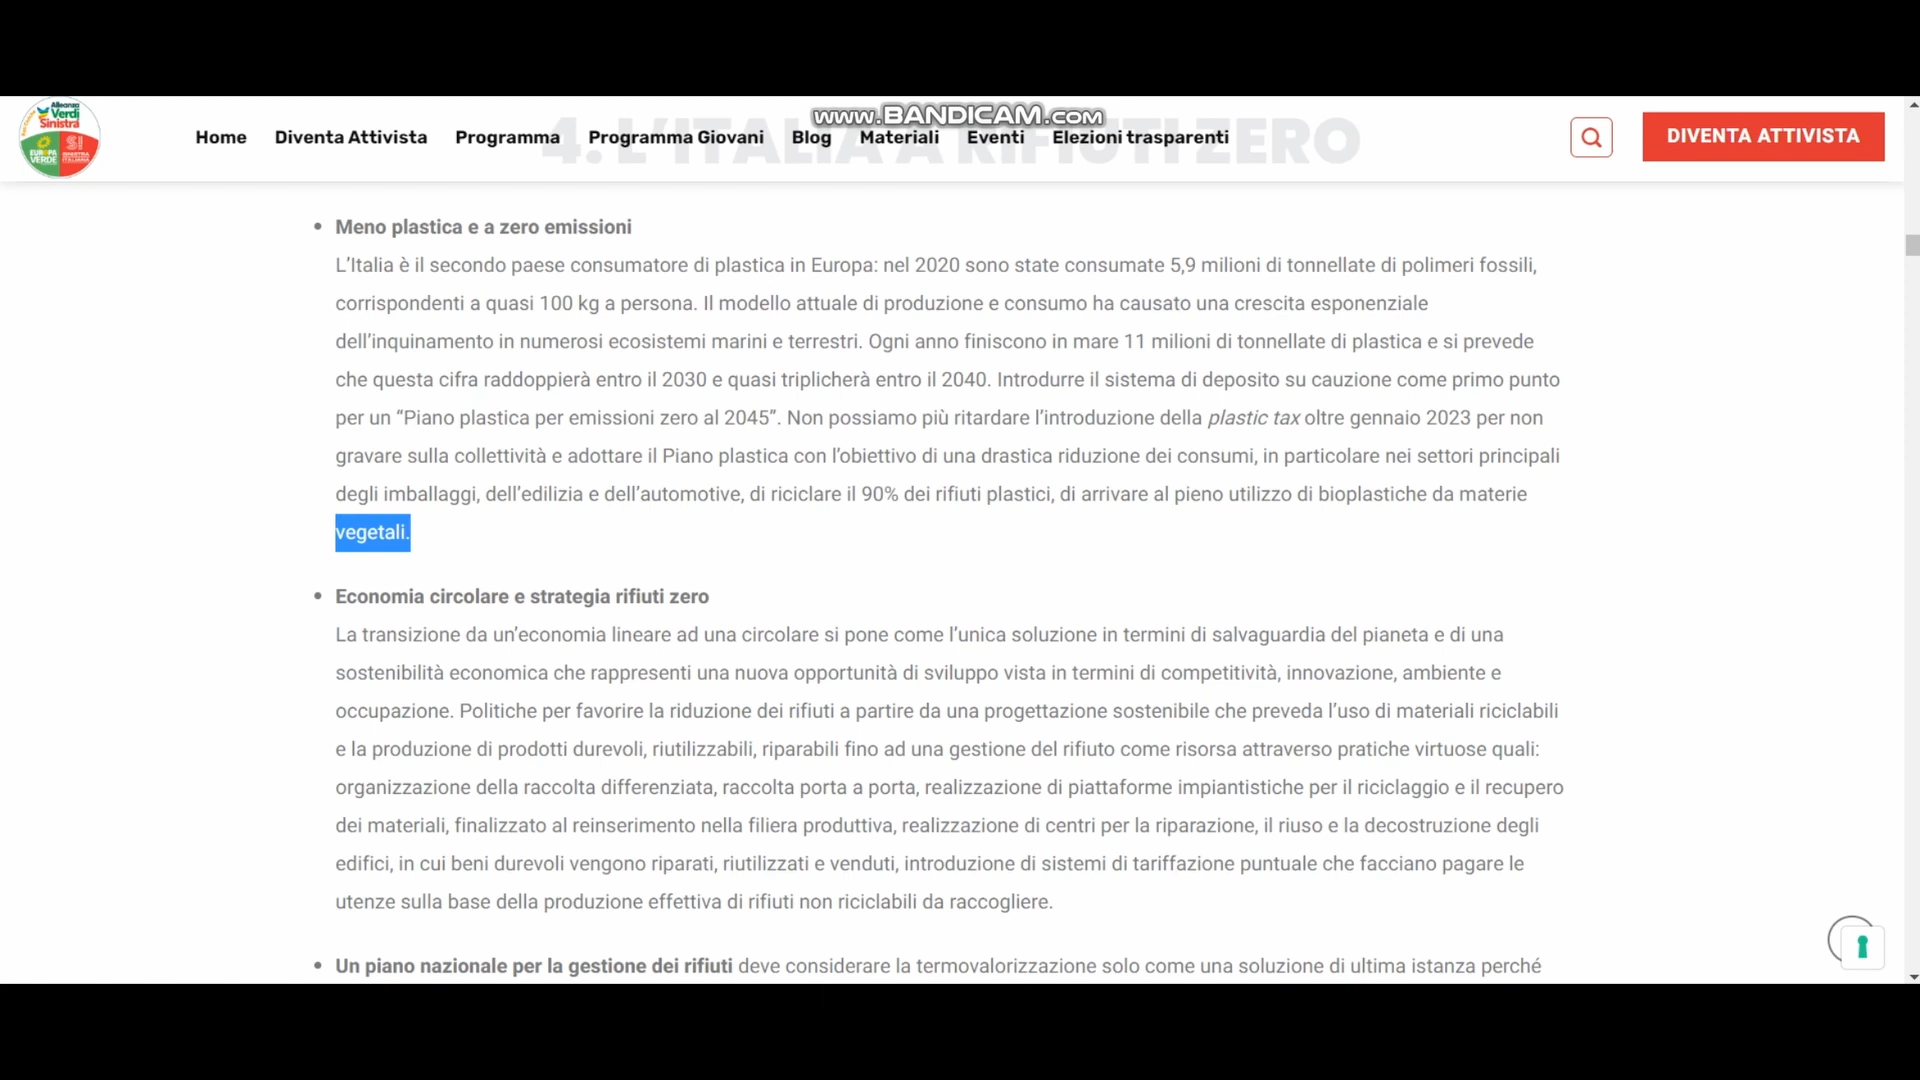 Alleanza
Verdi
Sinistra
EUROPA
VERDE
SI
SINISTRA
ITALIANA
www.BANDICAM.com
Home
Diventa Attivista
Programma
Programma Giovani
Blog
Materiali
Eventi
Elezioni trasparenti
DIVENTA ATTIVISTA
4. L’ITALIA A RIFIUTI ZERO
• Meno plastica e a zero emissioni
L’Italia è il secondo paese consumatore di plastica in Europa: nel 2020 sono state consumate 5,9 milioni di tonnellate di polimeri fossili,
corrispondenti a quasi 100 kg a persona. Il modello attuale di produzione e consumo ha causato una crescita esponenziale
dell’inquinamento in numerosi ecosistemi marini e terrestri. Ogni anno finiscono in mare 11 milioni di tonnellate di plastica e si prevede
che questa cifra raddoppierà entro il 2030 e quasi triplicherà entro il 2040. Introdurre il sistema di deposito su cauzione come primo punto
per un “Piano plastica per emissioni zero al 2045”. Non possiamo più ritardare l’introduzione della plastic tax oltre gennaio 2023 per non
gravare sulla collettività e adottare il Piano plastica con l’obiettivo di una drastica riduzione dei consumi, in particolare nei settori principali
degli imballaggi, dell’edilizia e dell’automotive, di riciclare il 90% dei rifiuti plastici, di arrivare al pieno utilizzo di bioplastiche da materie
vegetali.
• Economia circolare e strategia rifiuti zero
La transizione da un’economia lineare ad una circolare si pone come l’unica soluzione in termini di salvaguardia del pianeta e di una
sostenibilità economica che rappresenti una nuova opportunità di sviluppo vista in termini di competitività, innovazione, ambiente e
occupazione. Politiche per favorire la riduzione dei rifiuti a partire da una progettazione sostenibile che preveda l’uso di materiali riciclabili
e la produzione di prodotti durevoli, riutilizzabili, riparabili fino ad una gestione del rifiuto come risorsa attraverso pratiche virtuose quali:
organizzazione della raccolta differenziata, raccolta porta a porta, realizzazione di piattaforme impiantistiche per il riciclaggio e il recupero
dei materiali, finalizzato al reinserimento nella filiera produttiva, realizzazione di centri per la riparazione, il riuso e la decostruzione degli
edifici, in cui beni durevoli vengono riparati, riutilizzati e venduti, introduzione di sistemi di tariffazione puntuale che facciano pagare le
utenze sulla base della produzione effettiva di rifiuti non riciclabili da raccogliere.
• Un piano nazionale per la gestione dei rifiuti deve considerare la termovalorizzazione solo come una soluzione di ultima istanza perché